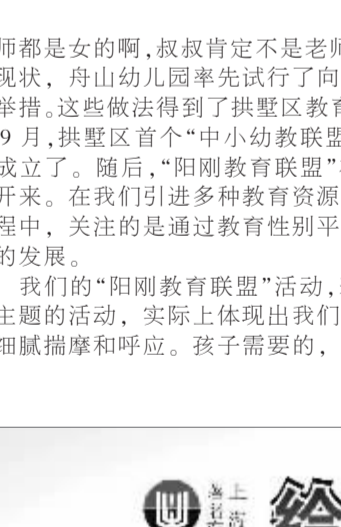 师都是女的啊,叔叔肯定不是老师
现状，舟山幼儿园率先试行了向
举措。这些做法得到了拱墅区教育
9月,拱墅区首个“中小幼教联盟
成立了。随后,“阳刚教育联盟”
开来。在我们引进多种教育资源
程中，关注的是通过教育性别平
的发展。
我们的“阳刚教育联盟”活动,
主题的活动，实际上体现出我们
细腻揣摩和呼应。孩子需要的，
上海